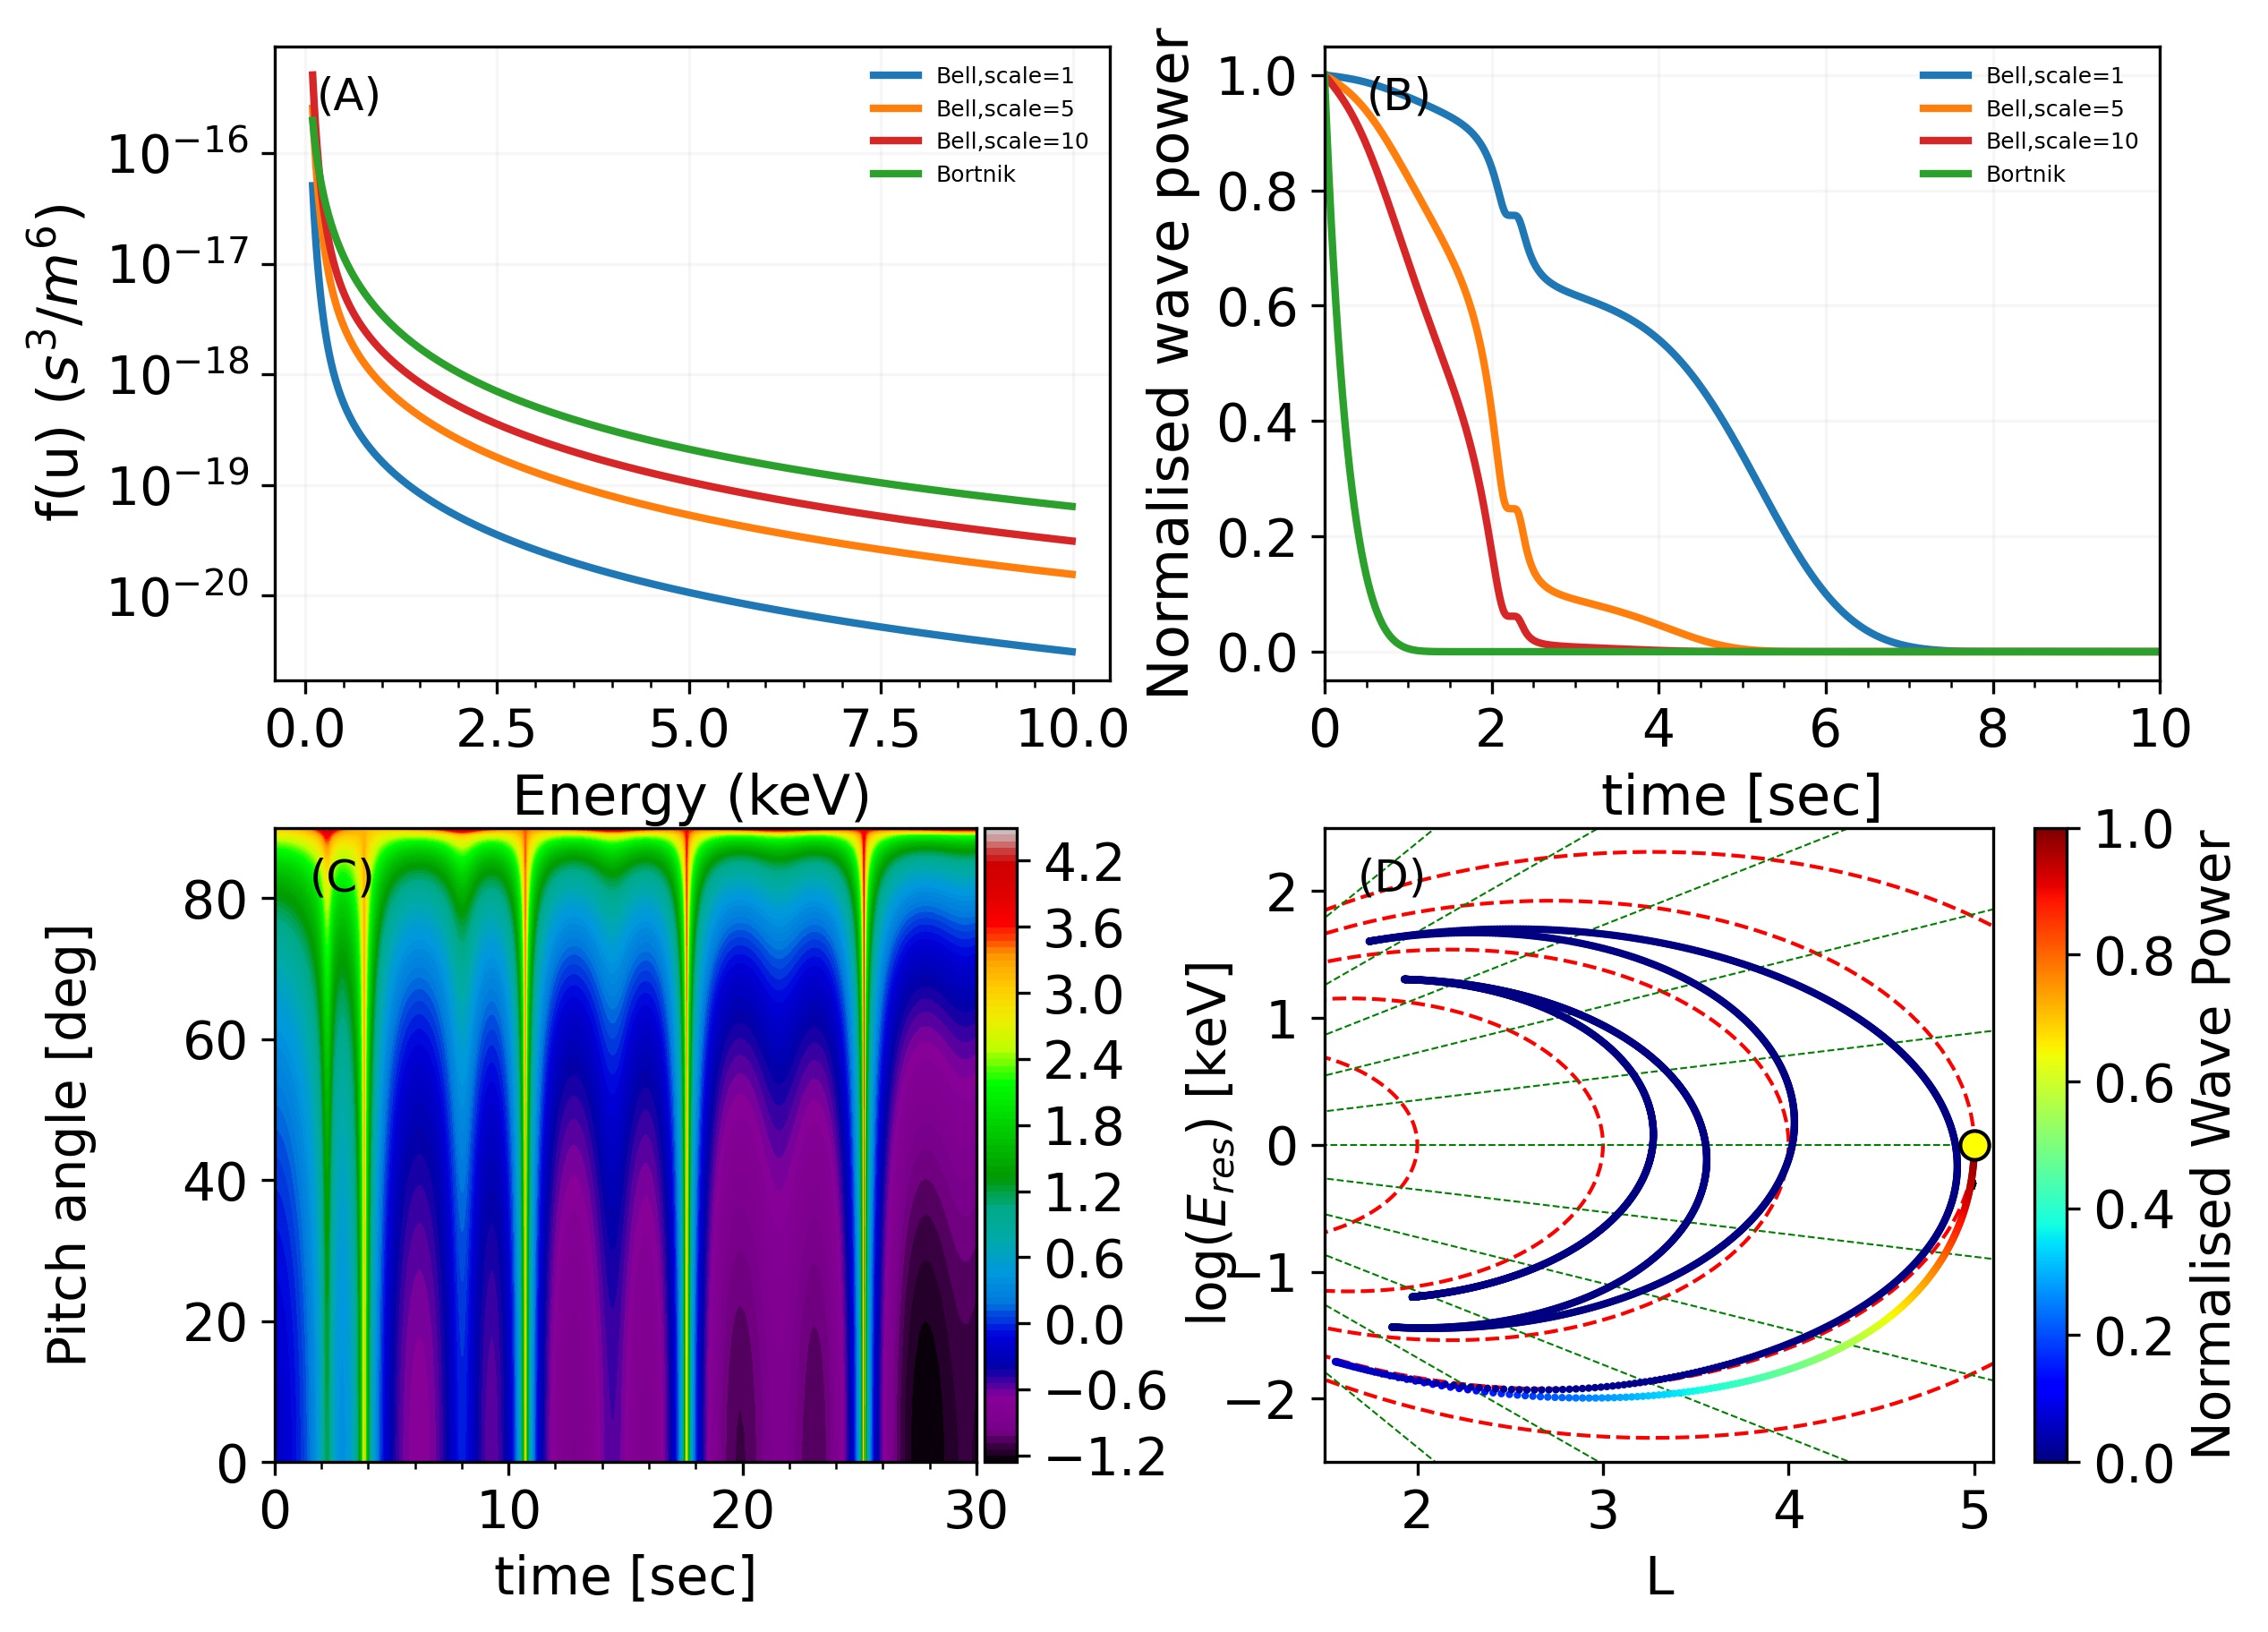 (A)
Bell,scale=1
Bell,scale=5
Bell,scale=10
Bortnik
f(u) (s³/m⁶)
10⁻¹⁶
10⁻¹⁷
10⁻¹⁸
10⁻¹⁹
10⁻²⁰
0.0 2.5 5.0 7.5 10.0
Energy (keV)
(B)
Bell,scale=1
Bell,scale=5
Bell,scale=10
Bortnik
Normalised wave power
1.0
0.8
0.6
0.4
0.2
0.0
0 2 4 6 8 10
time [sec]
(C)
Pitch angle [deg]
80
60
40
20
0
0 10 20 30
time [sec]
4.2
3.6
3.0
2.4
1.8
1.2
0.6
0.0
−0.6
−1.2
log(E_res) [keV]
(D)
2
1
0
−1
−2
2 3 4 5
L
1.0
0.8
0.6
0.4
0.2
0.0
Normalised Wave Power